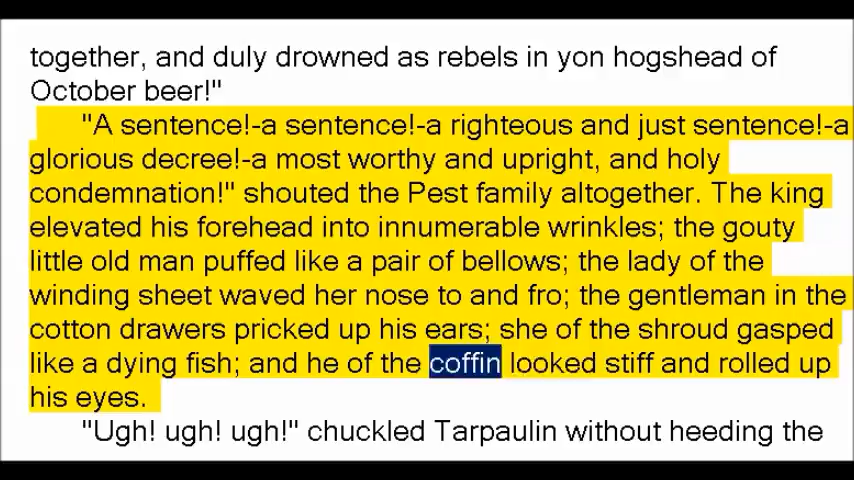 together, and duly drowned as rebels in yon hogshead of
October beer!"
"A sentence!-a sentence!-a righteous and just sentence!-a
glorious decree!-a most worthy and upright, and holy
condemnation!" shouted the Pest family altogether. The king
elevated his forehead into innumerable wrinkles; the gouty
little old man puffed like a pair of bellows; the lady of the
winding sheet waved her nose to and fro; the gentleman in the
cotton drawers pricked up his ears; she of the shroud gasped
like a dying fish; and he of the coffin looked stiff and rolled up
his eyes.
"Ugh! ugh! ugh!" chuckled Tarpaulin without heeding the